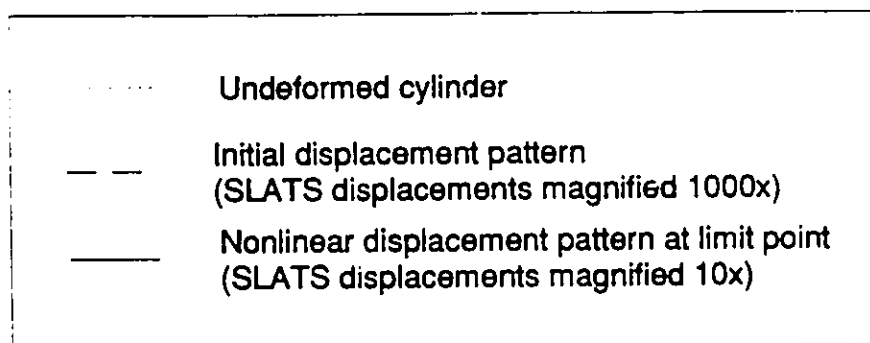 Undeformed cylinder
Initial displacement pattern
(SLATS displacements magnified 1000x)
Nonlinear displacement pattern at limit point
(SLATS displacements magnified 10x)